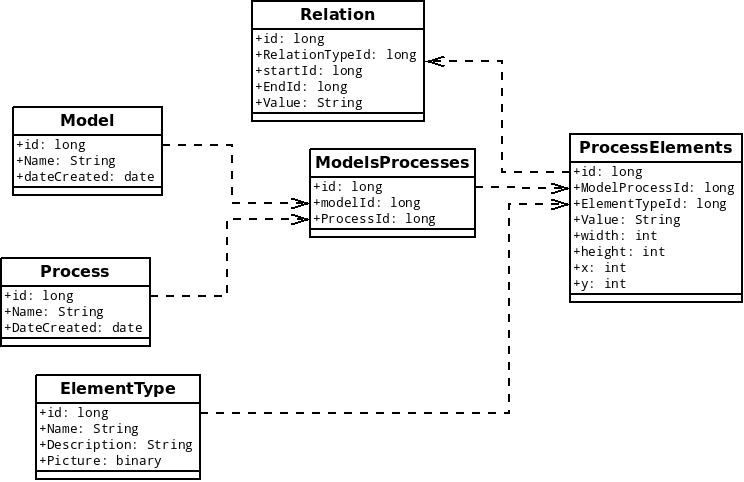 Relation
+id: long
+RelationTypeId: long
+startId: long
+EndId: long
+Value: String
Model
+id: long
+Name: String
+dateCreated: date
ModelsProcesses
+id: long
+modelId: long
+ProcessId: long
ProcessElements
+id: long
+ModelProcessId: long
+ElementTypeId: long
+Value: String
+width: int
+height: int
+x: int
+y: int
Process
+id: long
+Name: String
+DateCreated: date
ElementType
+id: long
+Name: String
+Description: String
+Picture: binary